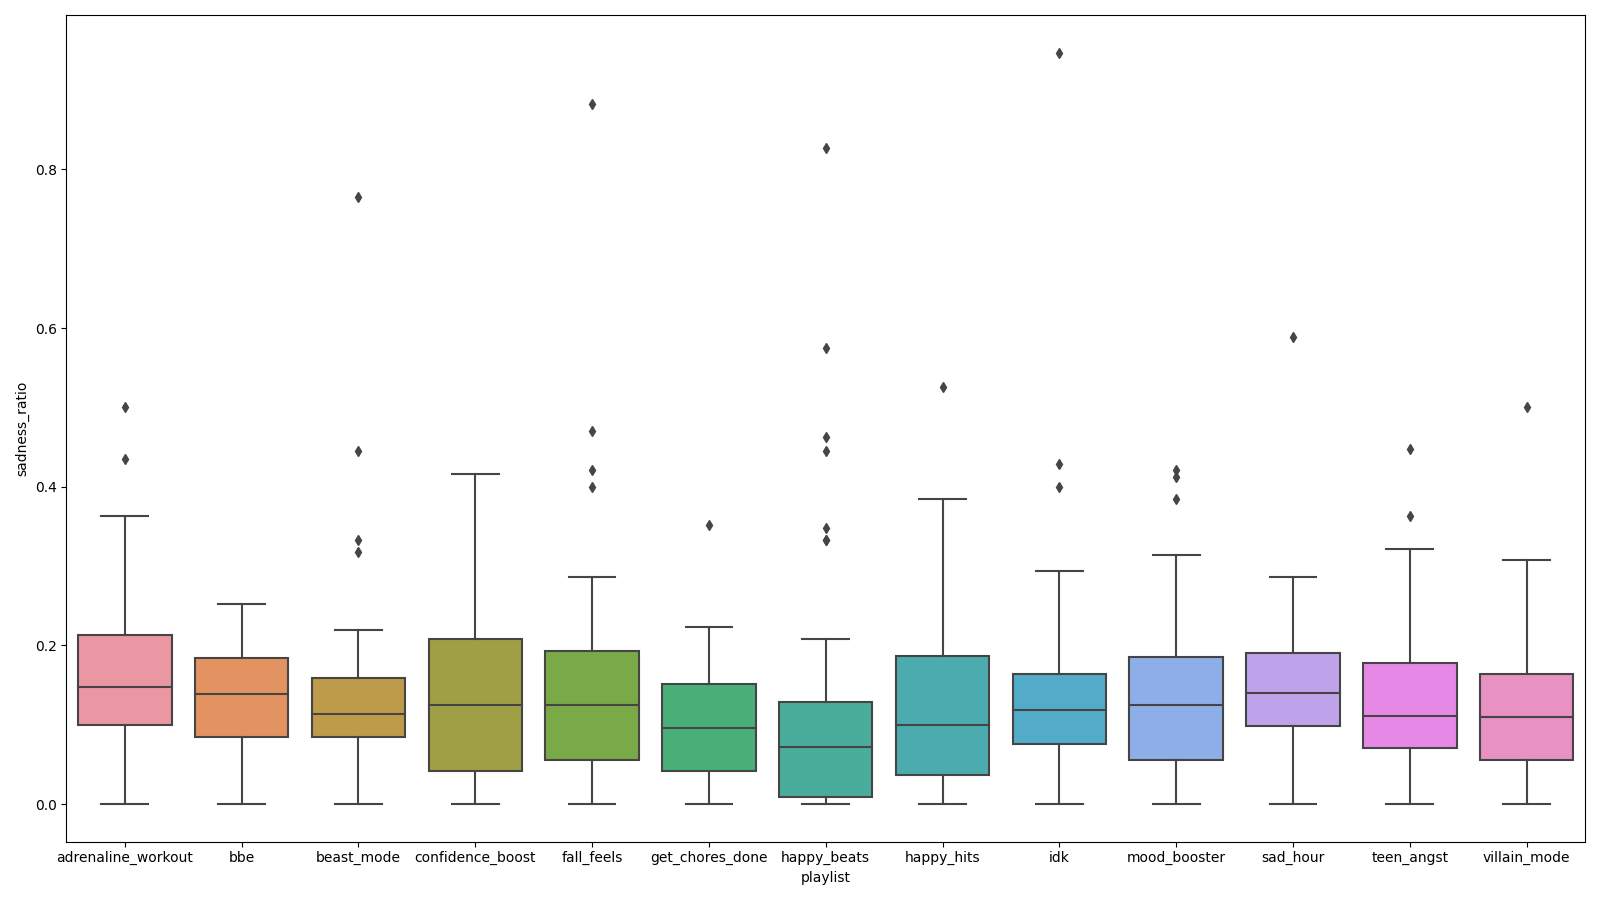 sadness_ratio
0.8
0.6
0.4
0.2
0.0
adrenaline_workout bbe beast_mode confidence_boost fall_feels get_chores_done happy_beats happy_hits idk mood_booster sad_hour teen_angst villain_mode
playlist